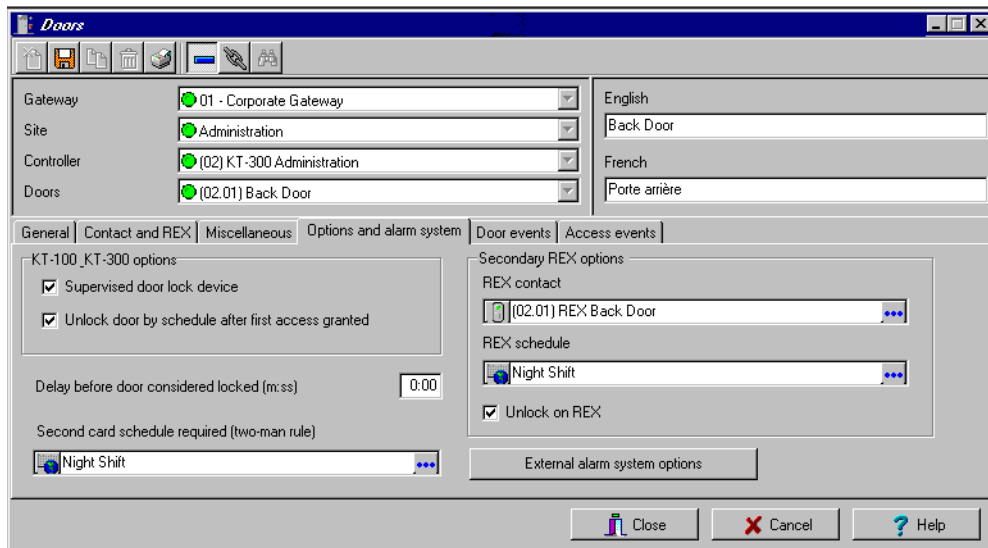 Doors
Gateway
01 - Corporate Gateway
Site
Administration
Controller
(02) KT-300 Administration
Doors
(02.01) Back Door
English
Back Door
French
Porte arrière
General Contact and REX Miscellaneous Options and alarm system Door events Access events
KT-100_KT-300 options
Supervised door lock device
Unlock door by schedule after first access granted
Delay before door considered locked (m:ss) 0:00
Second card schedule required (two-man rule)
Night Shift
Secondary REX options
REX contact
(02.01) REX Back Door
REX schedule
Night Shift
Unlock on REX
External alarm system options
Close Cancel Help